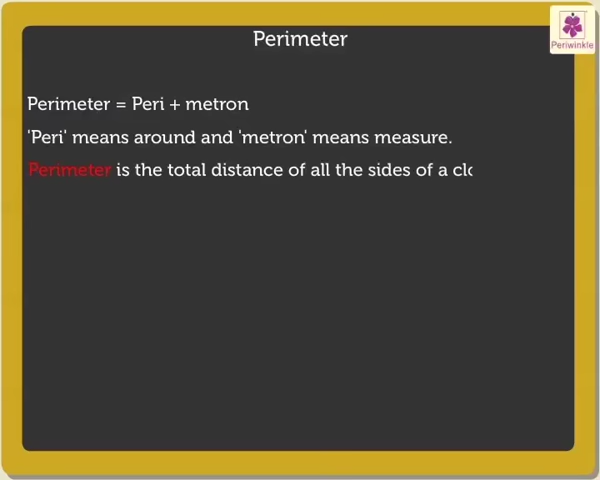 Perimeter
Periwinkle
Perimeter = Peri + metron
'Peri' means around and 'metron' means measure.
Perimeter is the total distance of all the sides of a clo